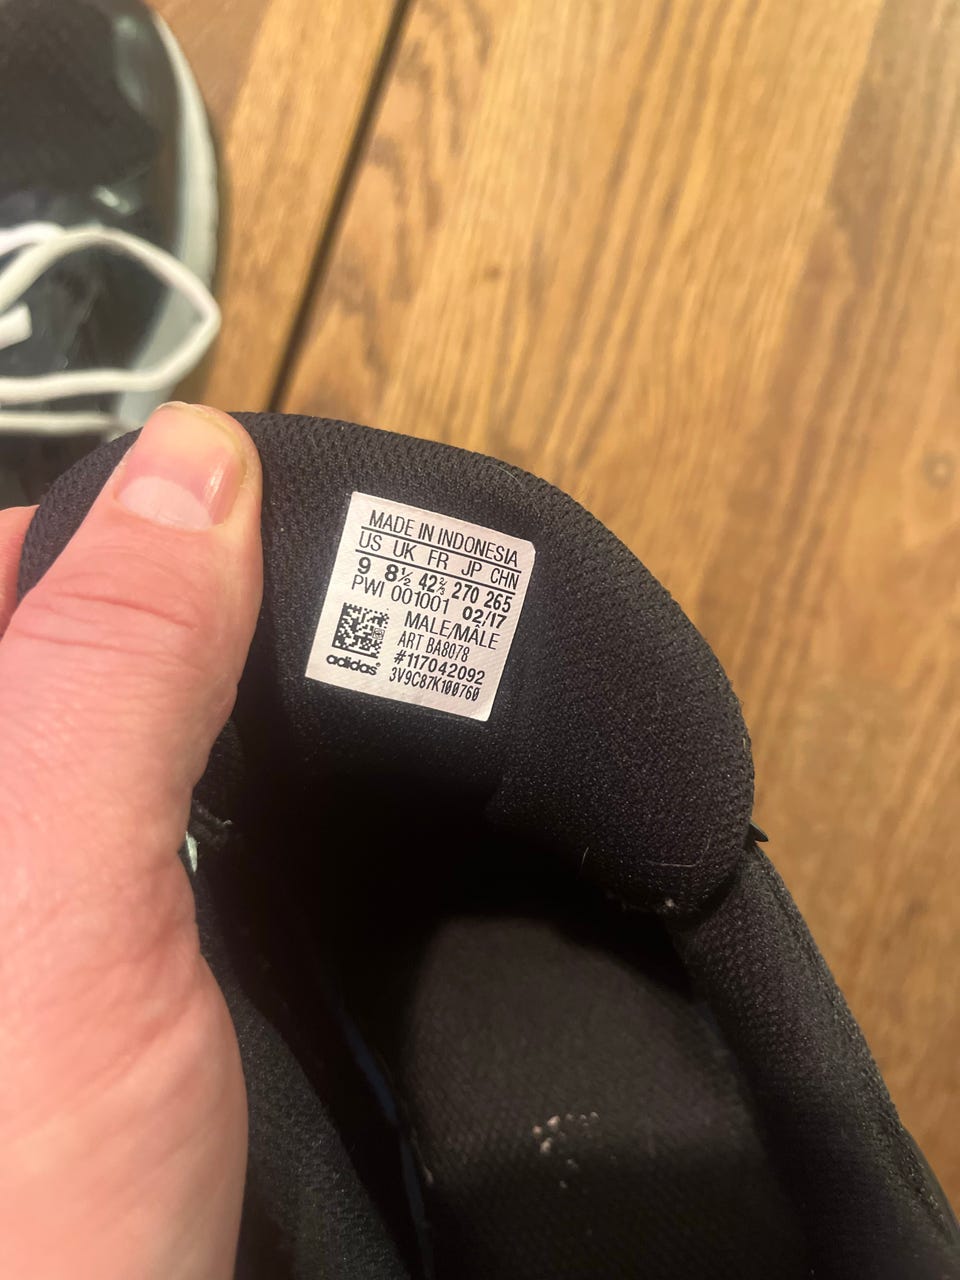 MADE IN INDONESIA
US UK FR JP CHN
9 8½ 42⅔ 270 265
PWI 001001 02/17
MALE/MÂLE
ART BA8078
#117042092
adidas® 3V9C87K100760